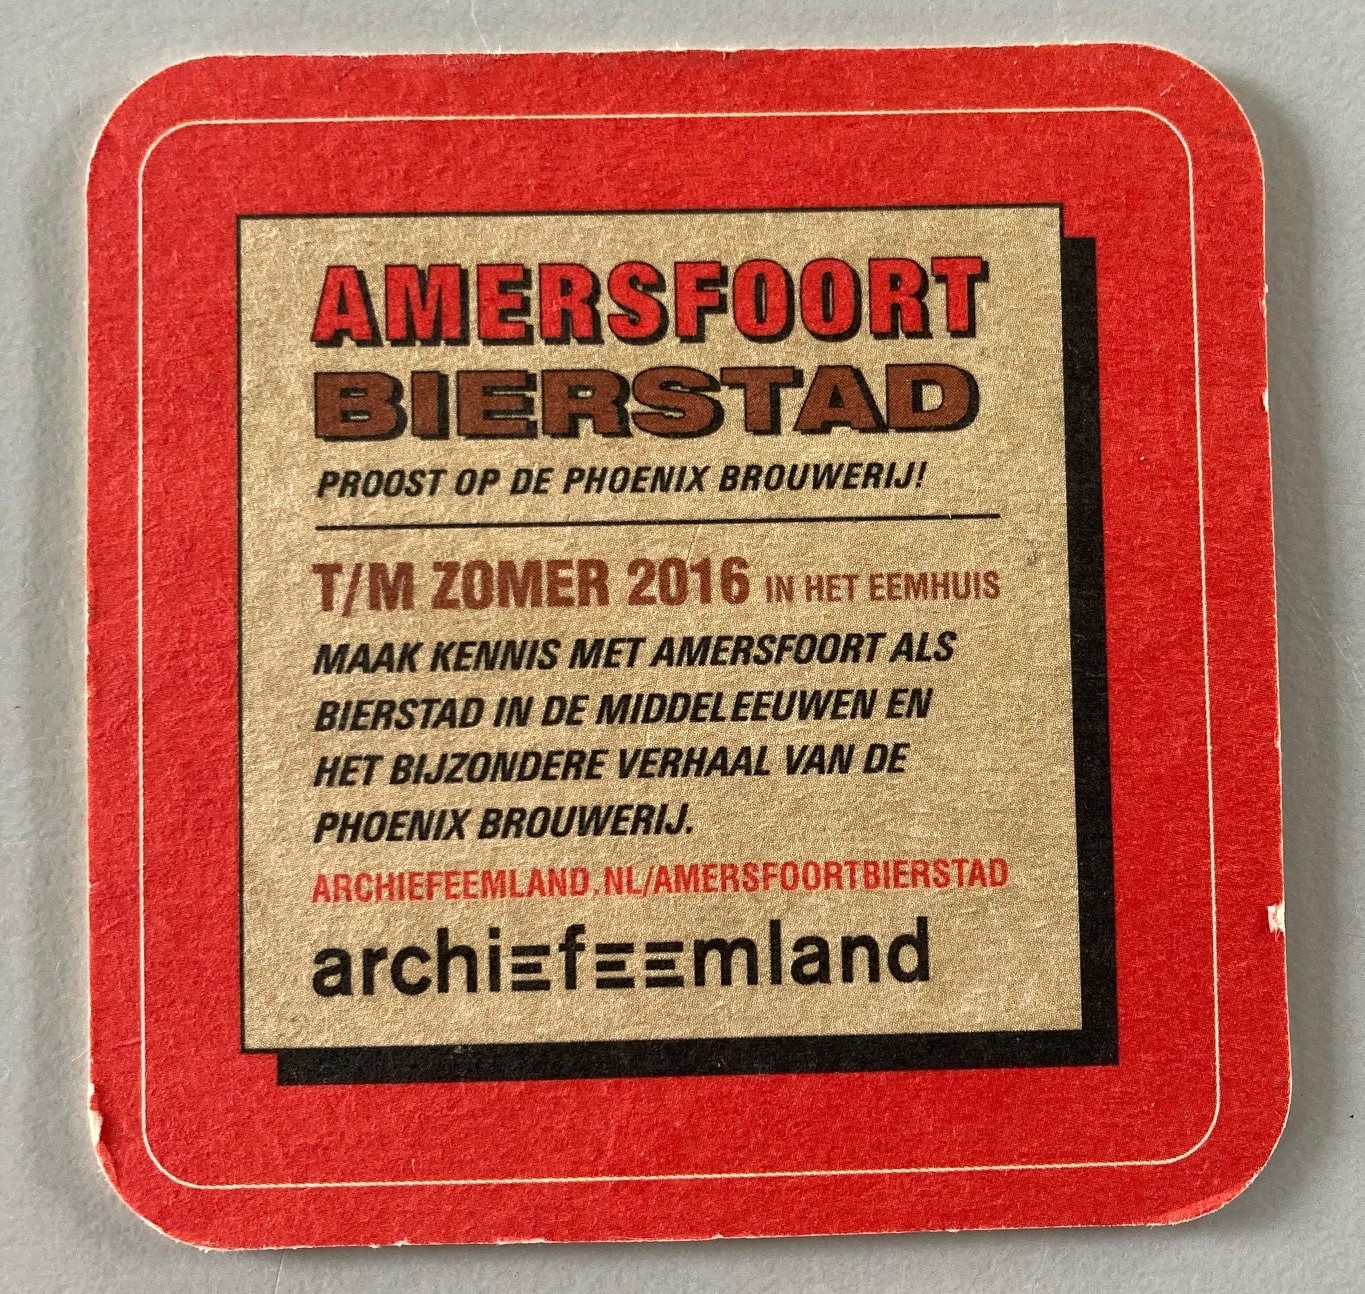 AMERSFOORT
BIERSTAD
PROOST OP DE PHOENIX BROUWERIJ!
T/M ZOMER 2016 IN HET EEMHUIS
MAAK KENNIS MET AMERSFOORT ALS
BIERSTAD IN DE MIDDELEEUWEN EN
HET BIJZONDERE VERHAAL VAN DE
PHOENIX BROUWERIJ.
ARCHIEFEEMLAND.NL/AMERSFOORTBIERSTAD
archiefeemland